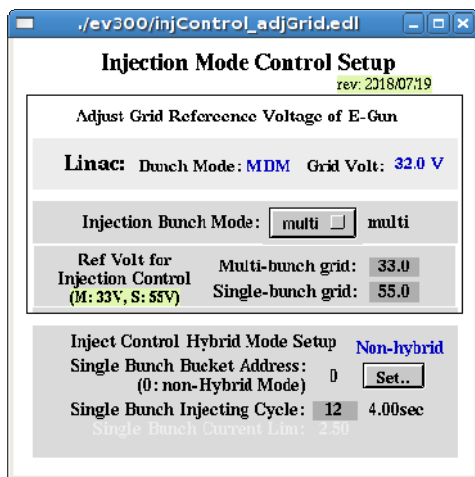 ./ev300/injControl_adjGrid.edl
Injection Mode Control Setup
rev: 2018/07/19
Adjust Grid Reference Voltage of E-Gun
Linac: Bunch Mode: MDM Grid Volt: 32.0 V
Injection Bunch Mode: multi multi
Ref Volt for
Injection Control
(M: 33V, S: 55V)
Multi-bunch grid: 33.0
Single-bunch grid: 55.0
Inject Control Hybrid Mode Setup
Non-hybrid
Single Bunch Bucket Address:
(0: non-Hybrid Mode)
0 Set..
Single Bunch Injecting Cycle: 12 4.00sec
Single Bunch Current Lim: 2.50